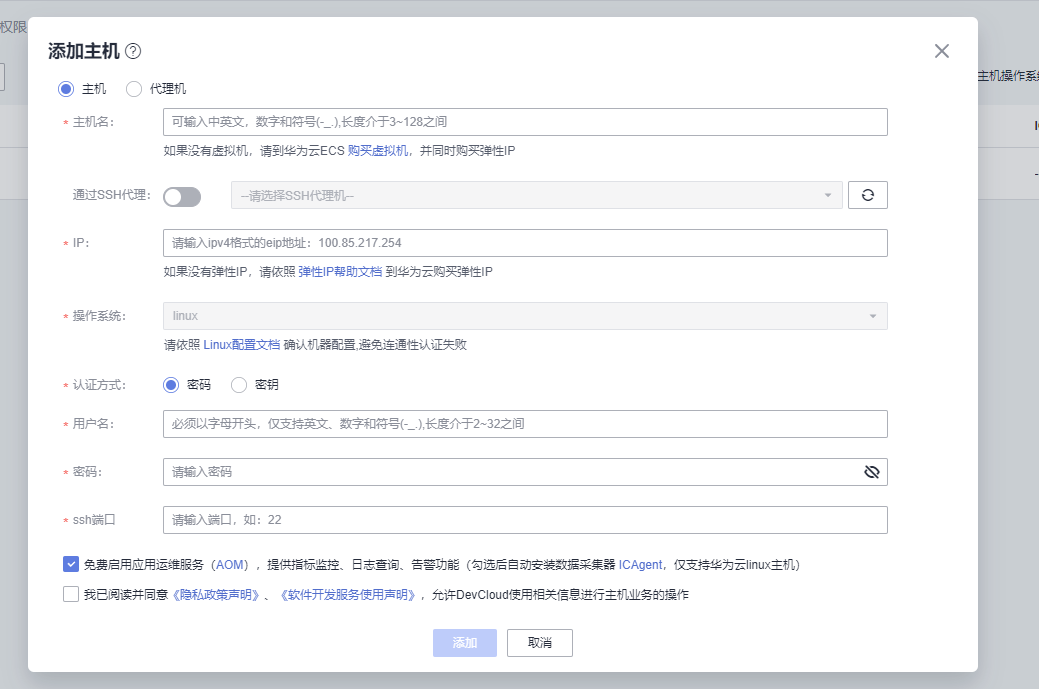 权限
添加主机
主机 代理机
主机操作系统
* 主机名: 可输入中英文，数字和符号(-_.),长度介于3~128之间
如果没有虚拟机，请到华为云ECS 购买虚拟机，并同时购买弹性IP
通过SSH代理: --请选择SSH代理机--
* IP: 请输入ipv4格式的eip地址：100.85.217.254
如果没有弹性IP，请依照 弹性IP帮助文档 到华为云购买弹性IP
* 操作系统: linux
请依照 Linux配置文档 确认机器配置,避免连通性认证失败
* 认证方式: 密码 密钥
* 用户名: 必须以字母开头，仅支持英文、数字和符号(-_.),长度介于2~32之间
* 密码: 请输入密码
* ssh端口 请输入端口，如：22
免费启用应用运维服务（AOM），提供指标监控、日志查询、告警功能（勾选后自动安装数据采集器 ICAgent，仅支持华为云linux主机）
我已阅读并同意《隐私政策声明》、《软件开发服务使用声明》，允许DevCloud使用相关信息进行主机业务的操作
添加 取消